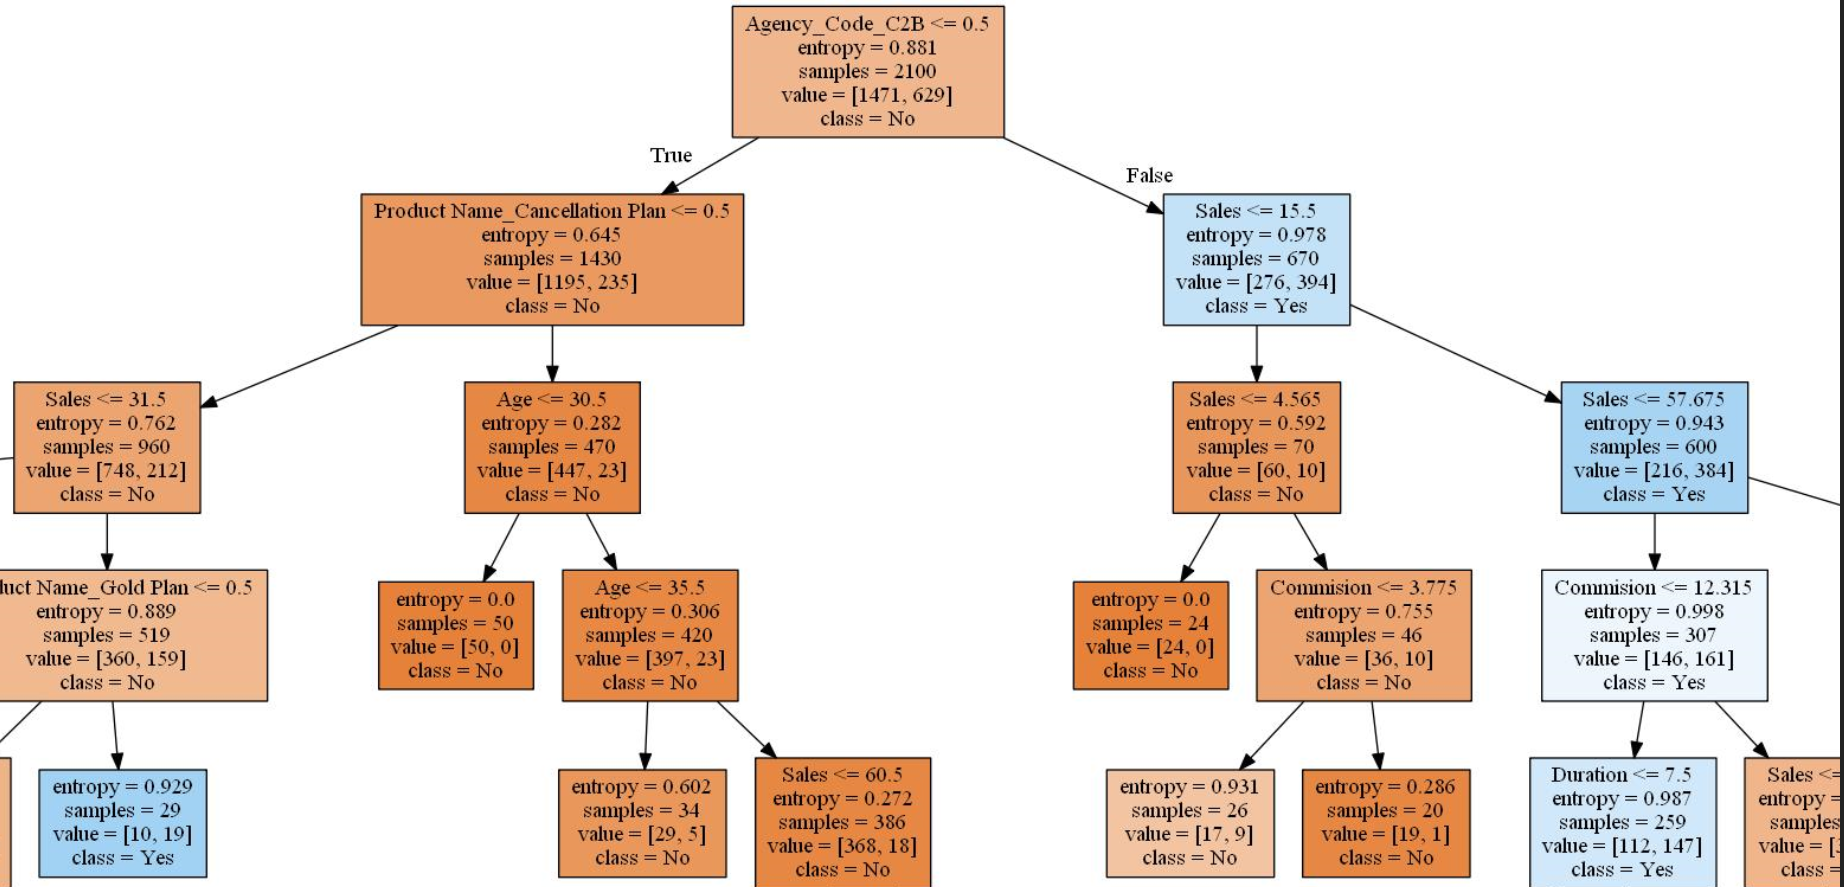 Agency_Code_C2B <= 0.5
entropy = 0.881
samples = 2100
value = [1471, 629]
class = No
True
False
Product Name_Cancellation Plan <= 0.5
entropy = 0.645
samples = 1430
value = [1195, 235]
class = No
Sales <= 15.5
entropy = 0.978
samples = 670
value = [276, 394]
class = Yes
Sales <= 31.5
entropy = 0.762
samples = 960
value = [748, 212]
class = No
Age <= 30.5
entropy = 0.282
samples = 470
value = [447, 23]
class = No
Sales <= 4.565
entropy = 0.592
samples = 70
value = [60, 10]
class = No
Sales <= 57.675
entropy = 0.943
samples = 600
value = [216, 384]
class = Yes
Name_Gold Plan <= 0.5
entropy = 0.889
samples = 519
value = [360, 159]
class = No
entropy = 0.0
samples = 50
value = [50, 0]
class = No
Age <= 35.5
entropy = 0.306
samples = 420
value = [397, 23]
class = No
entropy = 0.0
samples = 24
value = [24, 0]
class = No
Commision <= 3.775
entropy = 0.755
samples = 46
value = [36, 10]
class = No
Commision <= 12.315
entropy = 0.998
samples = 307
value = [146, 161]
class = Yes
entropy = 0.929
samples = 29
value = [10, 19]
class = Yes
entropy = 0.602
samples = 34
value = [29, 5]
class = No
Sales <= 60.5
entropy = 0.272
samples = 386
value = [368, 18]
class = No
entropy = 0.931
samples = 26
value = [17, 9]
class = No
entropy = 0.286
samples = 20
value = [19, 1]
class = No
Duration <= 7.5
entropy = 0.987
samples = 259
value = [112, 147]
class = Yes
Sales <=
entropy =
samples
value =
class =